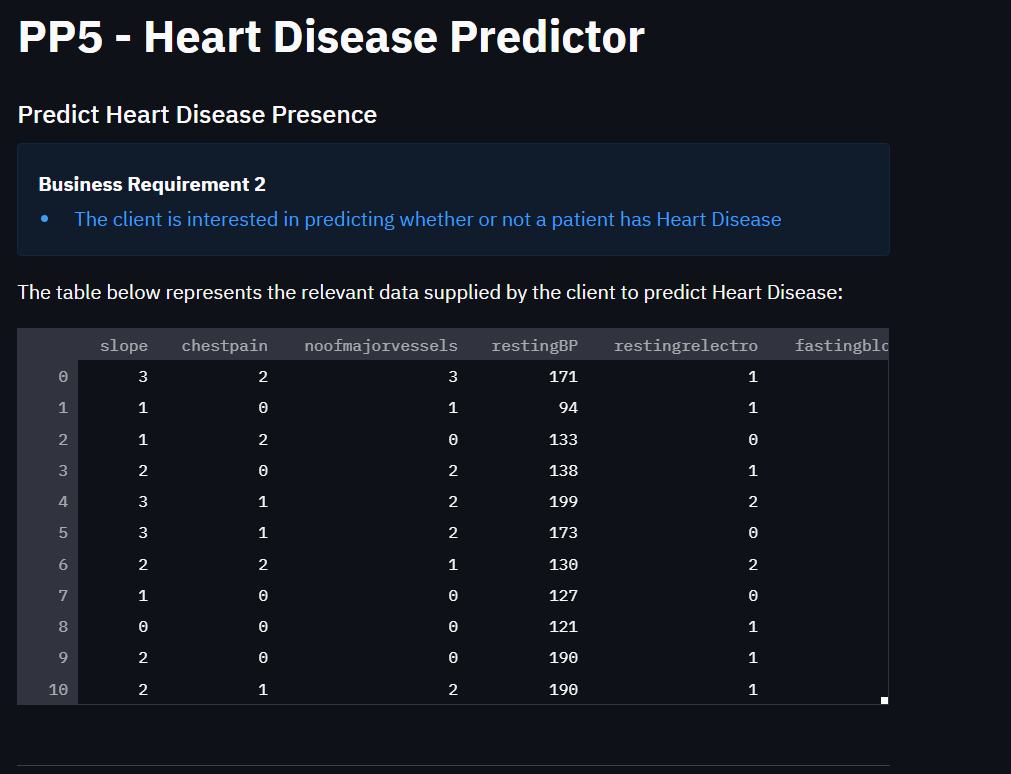 PP5 - Heart Disease Predictor
Predict Heart Disease Presence
Business Requirement 2
• The client is interested in predicting whether or not a patient has Heart Disease
The table below represents the relevant data supplied by the client to predict Heart Disease:
slope chestpain noofmajorvessels restingBP restingrelectro fastingblo
0 3 2 3 171 1
1 1 0 1 94 1
2 1 2 0 133 0
3 2 0 2 138 1
4 3 1 2 199 2
5 3 1 2 173 0
6 2 2 1 130 2
7 1 0 0 127 0
8 0 0 0 121 1
9 2 0 0 190 1
10 2 1 2 190 1